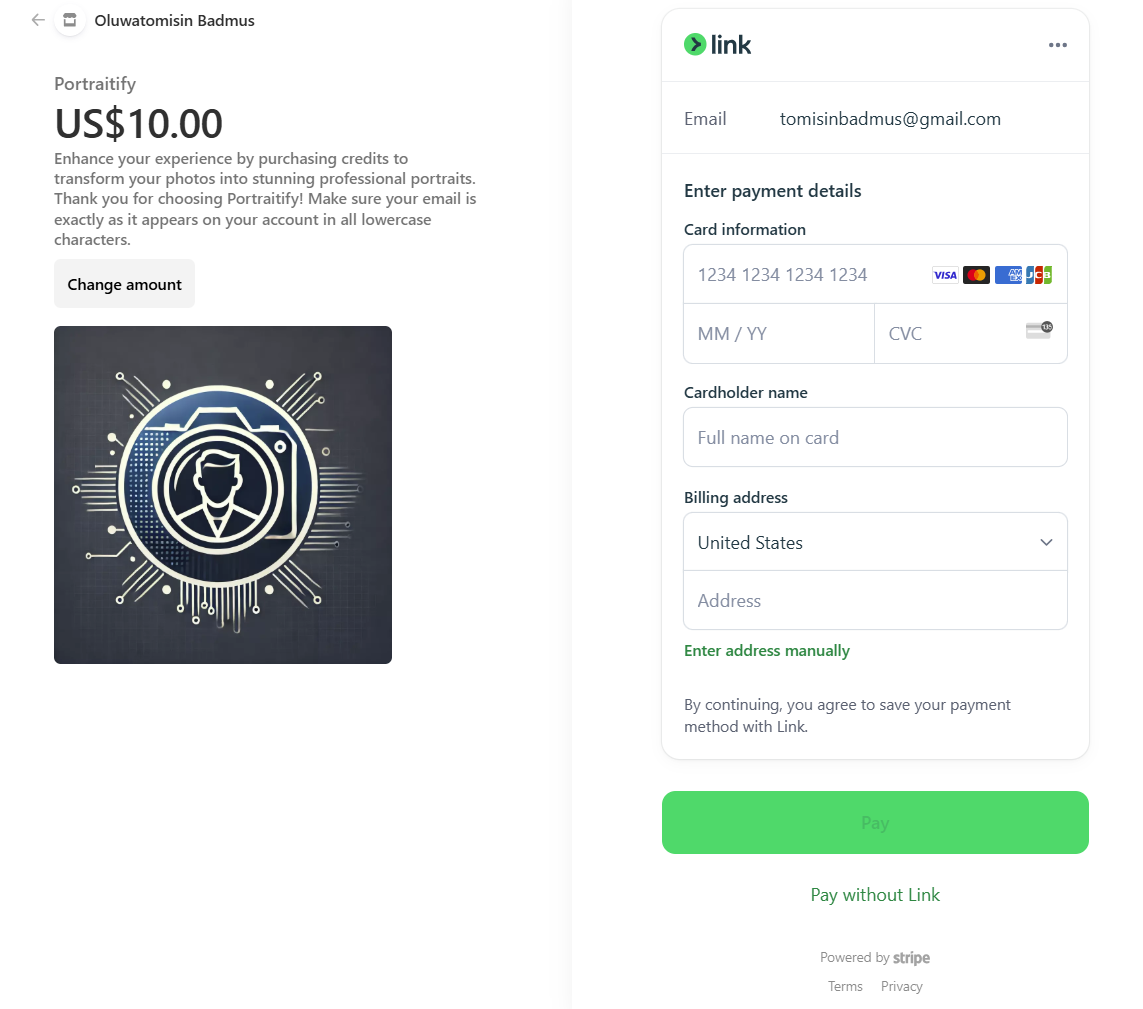 Oluwatomisin Badmus
Portraitify
US$10.00
Enhance your experience by purchasing credits to
transform your photos into stunning professional portraits.
Thank you for choosing Portraitify! Make sure your email is
exactly as it appears on your account in all lowercase
characters.
Change amount
link
Email tomisinbadmus@gmail.com
Enter payment details
Card information
1234 1234 1234 1234 VISA AMEX JCB
MM / YY CVC 135
Cardholder name
Full name on card
Billing address
United States
Address
Enter address manually
By continuing, you agree to save your payment
method with Link.
Pay
Pay without Link
Powered by stripe
Terms Privacy